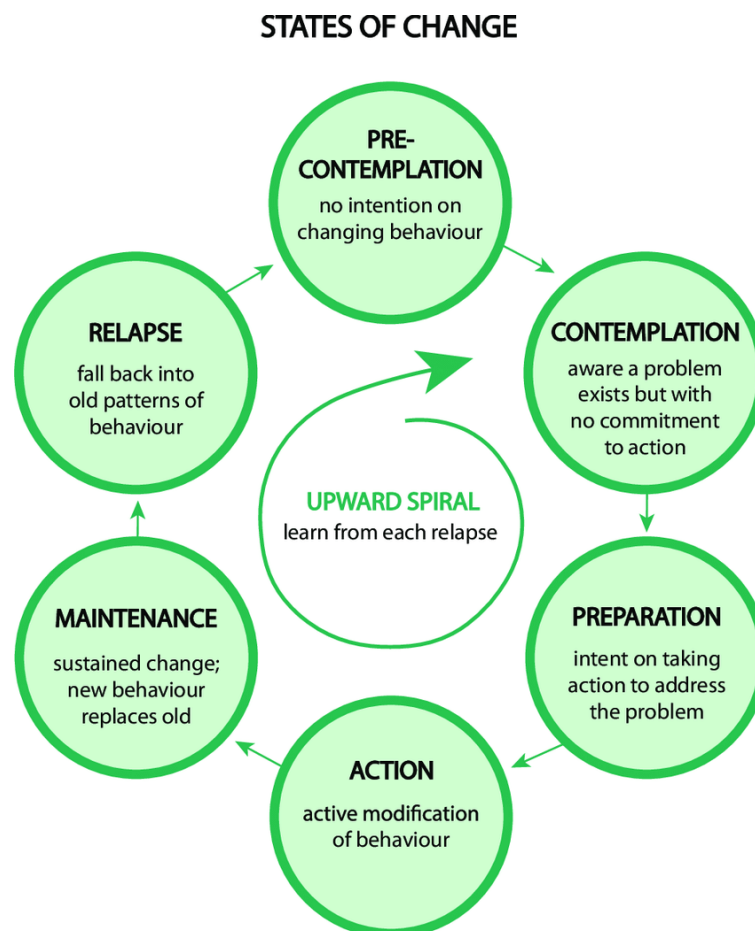 STATES OF CHANGE
PRE-
CONTEMPLATION
no intention on
changing behaviour
CONTEMPLATION
aware a problem
exists but with
no commitment
to action
PREPARATION
intent on taking
action to address
the problem
ACTION
active modification
of behaviour
MAINTENANCE
sustained change;
new behaviour
replaces old
RELAPSE
fall back into
old patterns of
behaviour
UPWARD SPIRAL
learn from each relapse